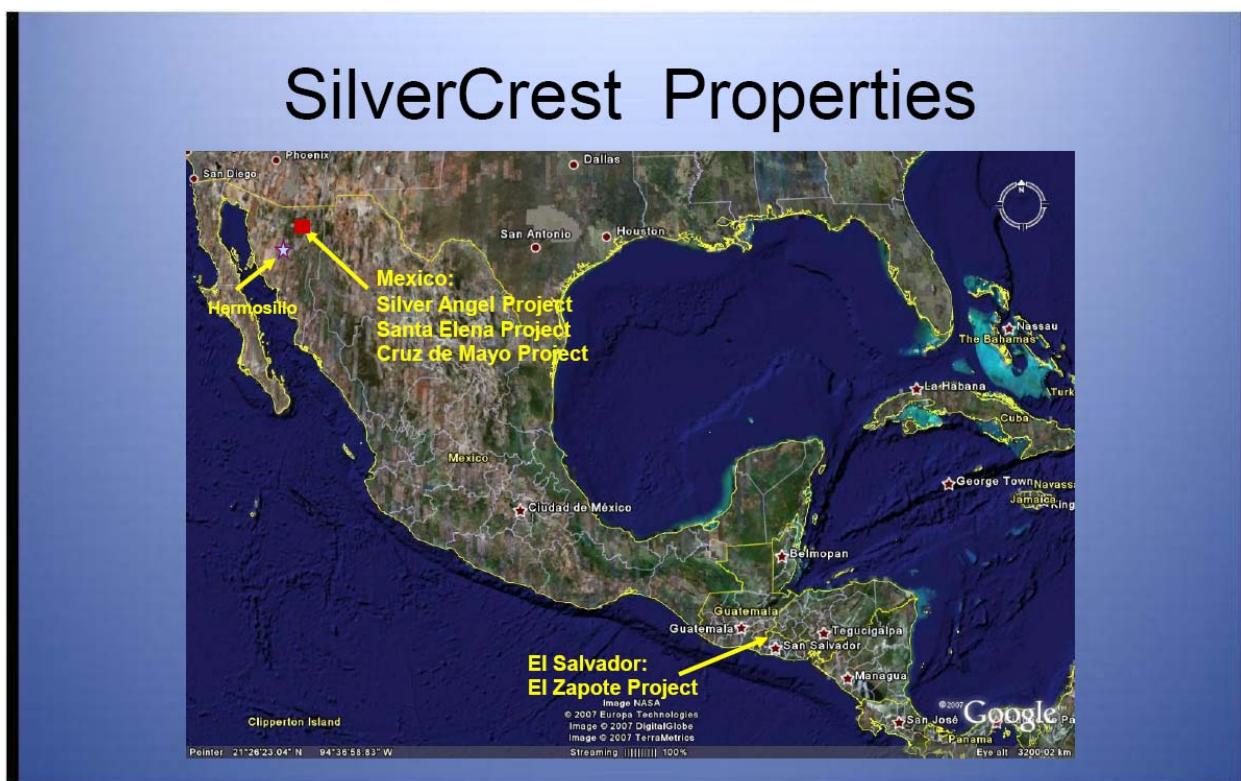 SilverCrest Properties
Phoenix
San Diego
Dallas
San Antonio
Houston
N
Hermosillo
Mexico:
Silver Angel Project
Santa Elena Project
Cruz de Mayo Project
Nassau
The Bahamas
La Habana
Turk
Cuba
Mexico
George Town
Navassa
Jamaica
King
Ciudad de México
Belmopan
Guatemala
Guatemala
Tegucigalpa
San Salvador
El Salvador:
El Zapote Project
Managua
Image NASA
© 2007 Europa Technologies
Image © 2007 DigitalGlobe
Image © 2007 TerraMetrics
Clipperton Island
©2007 Google
San José
Pa
Panama
Pointer 21°26'23.04" N 94°36'58.83" W
Streaming ||||||||| 100%
Eye alt 3200.02 km